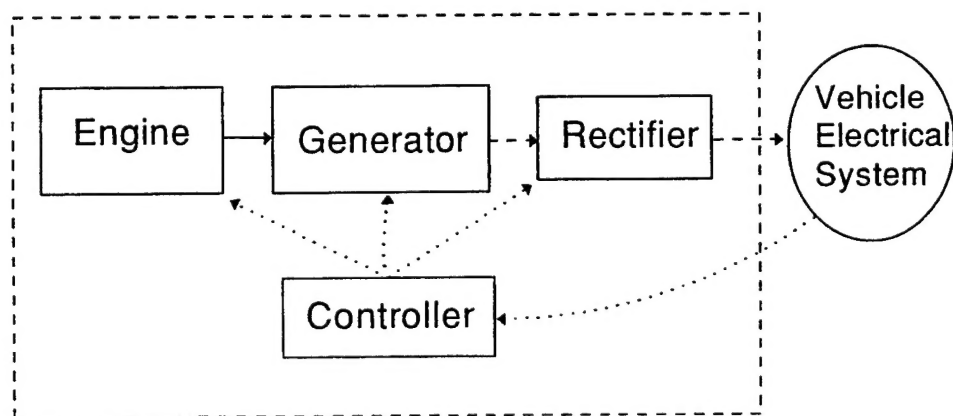 Engine
Generator
Rectifier
Vehicle
Electrical
System
Controller